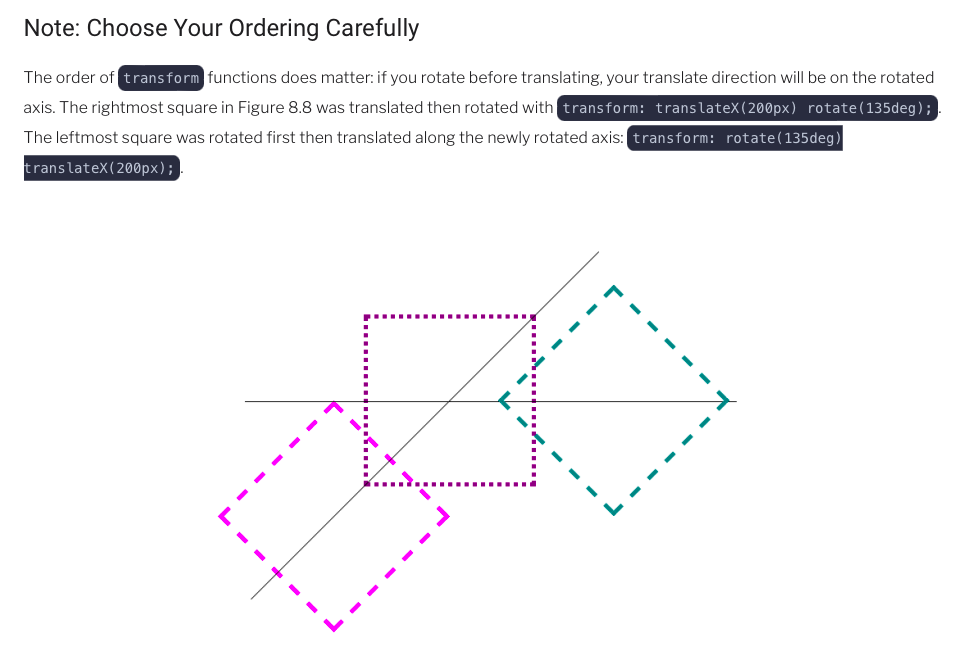 Note: Choose Your Ordering Carefully
The order of transform functions does matter: if you rotate before translating, your translate direction will be on the rotated
axis. The rightmost square in Figure 8.8 was translated then rotated with transform: translateX(200px) rotate(135deg);.
The leftmost square was rotated first then translated along the newly rotated axis: transform: rotate(135deg)
translateX(200px);.